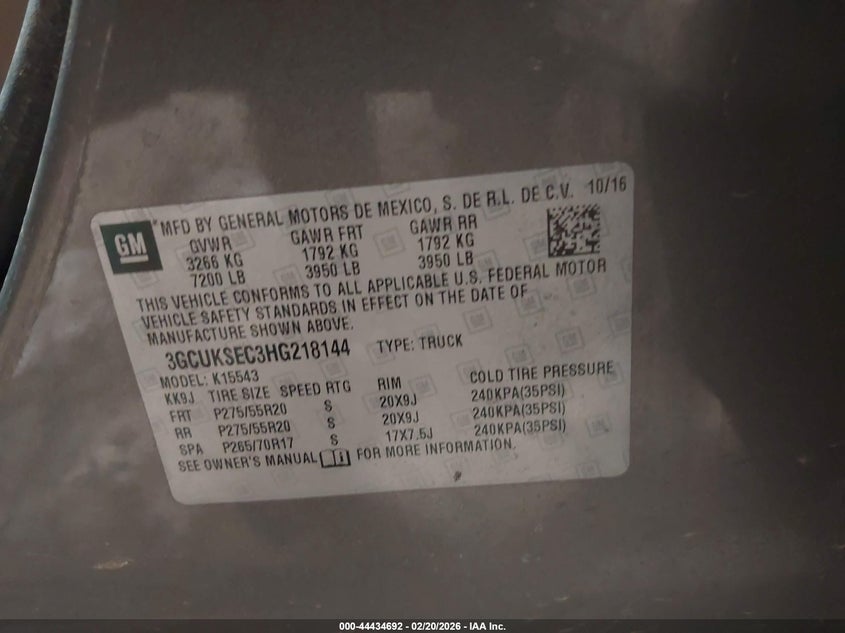 *MFD BY GENERAL MOTORS DE MEXICO, S. DE R.L. DE C.V. 10/16
GM
GVWR GAWR FRT GAWR RR
3266 KG 1792 KG 1792 KG
7200 LB 3950 LB 3950 LB
THIS VEHICLE CONFORMS TO ALL APPLICABLE U.S. FEDERAL MOTOR
VEHICLE SAFETY STANDARDS IN EFFECT ON THE DATE OF
MANUFACTURE SHOWN ABOVE.
3GCUKSEC3HG218144 TYPE: TRUCK
MODEL: K15543
KK9J TIRE SIZE SPEED RTG RIM COLD TIRE PRESSURE
FRT P275/55R20 S 20X9J 240KPA(35PSI)
RR P275/55R20 S 20X9J 240KPA(35PSI)
SPA P265/70R17 S 17X7.5J 240KPA(35PSI)
SEE OWNER'S MANUAL FOR MORE INFORMATION.
000-44434692 - 02/20/2026 - IAA Inc.